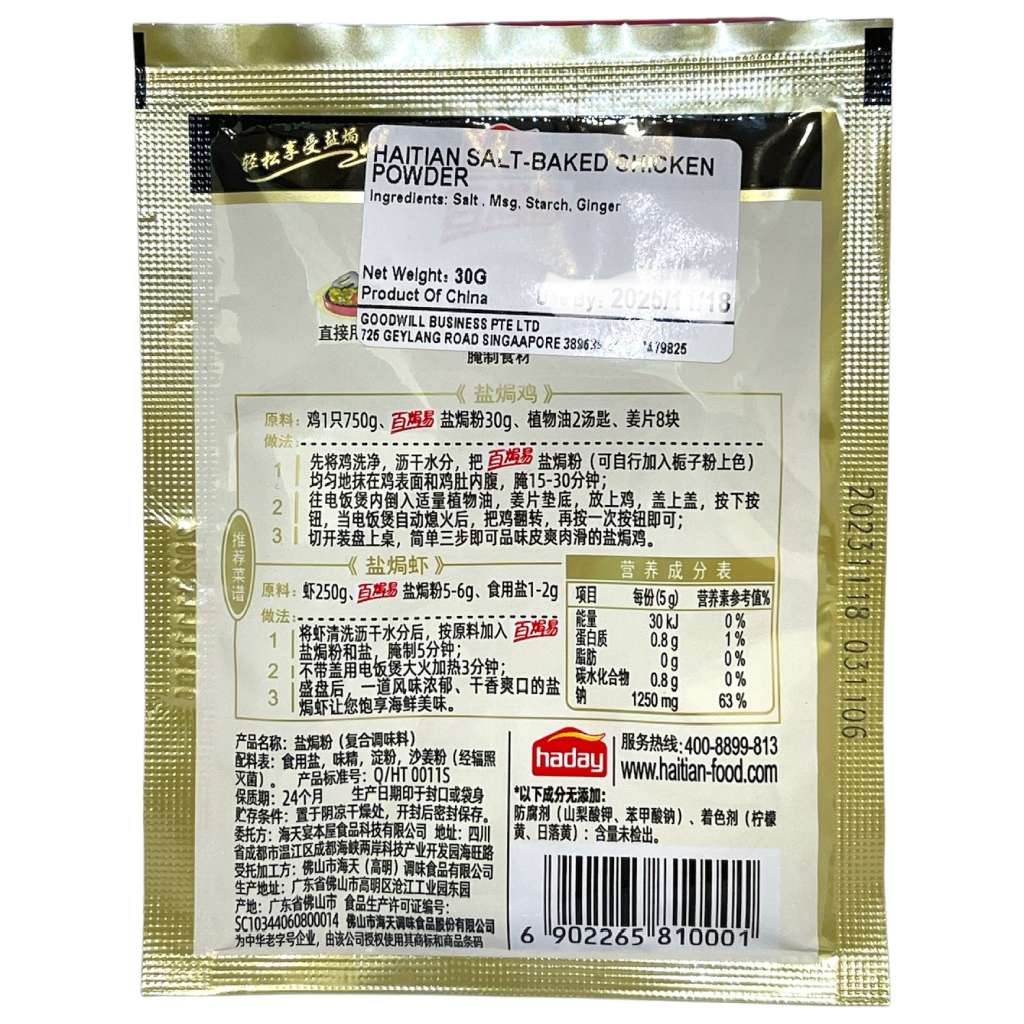 轻松享受盐焗
HAITIAN SALT-BAKED CHICKEN
POWDER
Ingredients: Salt . Msg, Starch, Ginger
Net Weight: 30G
Product Of China
By: 2025/11/18
GOODWILL BUSINESS PTE LTD
725 GEYLANG ROAD SINGAAPORE 38963
79825
直接
腌制食材
《盐焗鸡》
原料：鸡1只750g、百焗易 盐焗粉30g、植物油2汤匙、姜片8块
做法：
1 先将鸡洗净，沥干水分，把 百焗易 盐焗粉（可自行加入栀子粉上色）
均匀地抹在鸡表面和鸡肚内腹，腌15-30分钟；
2 往电饭煲内倒入适量植物油，姜片垫底，放上鸡，盖上盖，按下按
钮，当电饭煲自动熄火后，把鸡翻转，再按一次按钮即可；
3 切开装盘上桌，简单三步即可品味皮爽肉滑的盐焗鸡。
推荐菜谱
《盐焗虾》
原料：虾250g、百焗易 盐焗粉5-6g、食用盐1-2g
做法：
1 将虾清洗沥干水分后，按原料加入 百焗易
盐焗粉和盐，腌制5分钟；
2 不带盖用电饭煲大火加热3分钟；
3 盛盘后，一道风味浓郁、干香爽口的盐
焗虾让您饱享海鲜美味。
营养成分表
项目 每份(5g) 营养素参考值%
能量 30 kJ 0 %
蛋白质 0.8 g 1 %
脂肪 0 g 0 %
碳水化合物 0.8 g 0 %
钠 1250 mg 63 %
20231118 031106
产品名称：盐焗粉（复合调味料）
配料表：食用盐，味精，淀粉，沙姜粉（经辐照
灭菌）。 产品标准号：Q/HT 0011S
保质期：24个月 生产日期印于封口或袋身
贮存条件：置于阴凉干燥处，开封后密封保存。
委托方：海天宴本屋食品科技有限公司 地址：四川
省成都市温江区成都海峡两岸科技产业开发园海旺路
受托加工方：佛山市海天（高明）调味食品有限公司
生产地址：广东省佛山市高明区沧江工业园东园
产地：广东省佛山市 食品生产许可证编号：
SC10344060800014 佛山市海天调味食品股份有限公司
为中华老字号企业，由该公司授权使用其商标和商品条码
haday
服务热线：400-8899-813
www.haitian-food.com
*以下成分无添加：
防腐剂（山梨酸钾、苯甲酸钠）、着色剂（柠檬
黄、日落黄）：含量未检出。
6 902265 810001